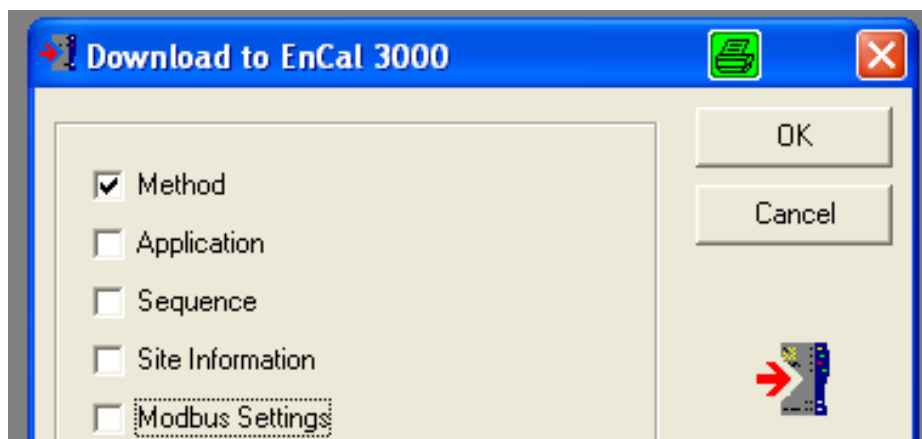 Download to EnCal 3000
OK
Method
Cancel
Application
Sequence
Site Information
Modbus Settings